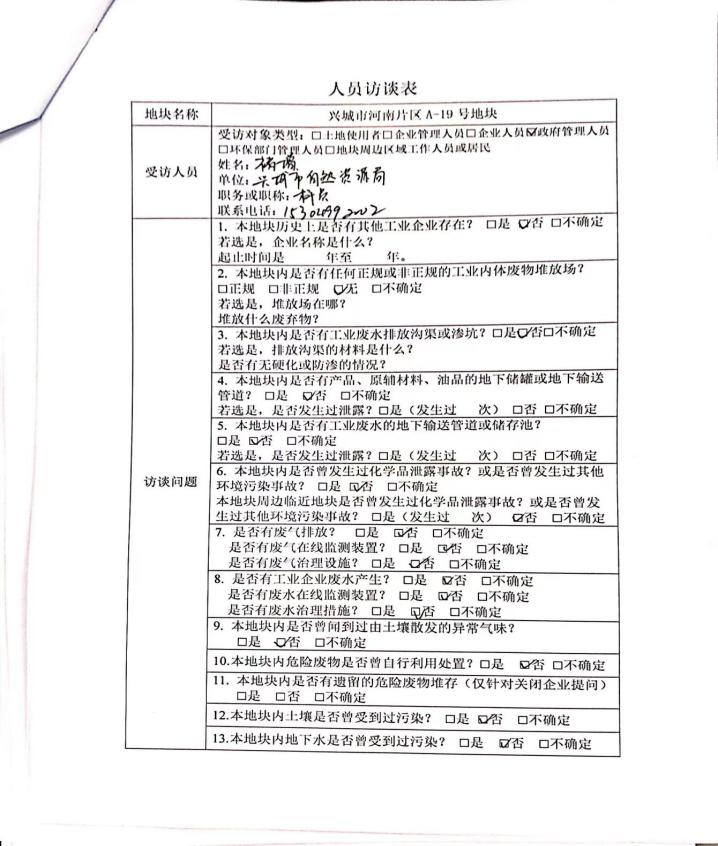 人员访谈表
地块名称
兴城市河南片区 A-19 号地块
受访人员
受访对象类型：□土地使用者□企业管理人员□企业人员☑政府管理人员
□环保部门管理人员□地块周边区域工作人员或居民
姓名：
单位：兴城市自然资源局
职务或职称：科员
联系电话：
访谈问题
1. 本地块历史上是否有其他工业企业存在？ □是 ☑否 □不确定
若选是，企业名称是什么？
起止时间是 年至 年。
2. 本地块内是否有任何正规或非正规的工业内体废物堆放场？
□正规 □非正规 ☑无 □不确定
若选是，堆放场在哪？
堆放什么废弃物？
3. 本地块内是否有工业废水排放沟渠或渗坑？□是☑否□不确定
若选是，排放沟渠的材料是什么？
是否有无硬化或防渗的情况？
4. 本地块内是否有产品、原辅材料、油品的地下储罐或地下输送
管道？ □是 ☑否 □不确定
若选是，是否发生过泄露？□是（发生过 次） □否 □不确定
5. 本地块内是否有工业废水的地下输送管道或储存池？
□是 ☑否 □不确定
若选是，是否发生过泄露？□是（发生过 次） □否 □不确定
6. 本地块内是否曾发生过化学品泄露事故？或是否曾发生过其他
环境污染事故？ □是 ☑否 □不确定
本地块周边临近地块是否曾发生过化学品泄露事故？或是否曾发
生过其他环境污染事故？ □是（发生过 次） ☑否 □不确定
7. 是否有废气排放？ □是 ☑否 □不确定
是否有废气在线监测装置？ □是 ☑否 □不确定
是否有废气治理设施？ □是 ☑否 □不确定
8. 是否有工业企业废水产生？ □是 ☑否 □不确定
是否有废水在线监测装置？ □是 ☑否 □不确定
是否有废水治理措施？ □是 ☑否 □不确定
9. 本地块内是否曾闻到过由土壤散发的异常气味？
□是 ☑否 □不确定
10.本地块内危险废物是否曾自行利用处置？□是 ☑否 □不确定
11. 本地块内是否有遗留的危险废物堆存（仅针对关闭企业提问）
□是 □否 □不确定
12.本地块内土壤是否曾受到过污染？ □是 ☑否 □不确定
13.本地块内地下水是否曾受到过污染？ □是 ☑否 □不确定